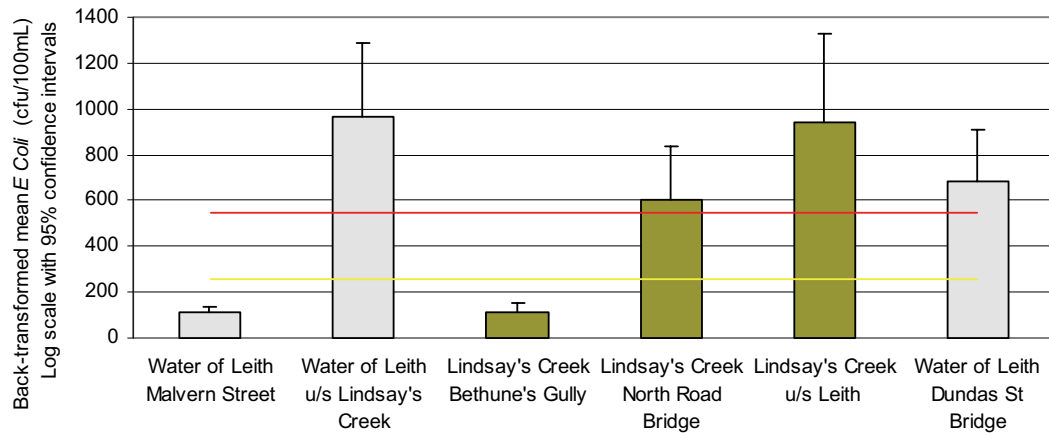 Back-transformed mean E Coli (cfu/100mL)
Log scale with 95% confidence intervals
1400
1200
1000
800
600
400
200
0
Water of Leith
Malvern Street
Water of Leith
u/s Lindsay's
Creek
Lindsay's Creek
Bethune's Gully
Lindsay's Creek
North Road
Bridge
Lindsay's Creek
u/s Leith
Water of Leith
Dundas St
Bridge